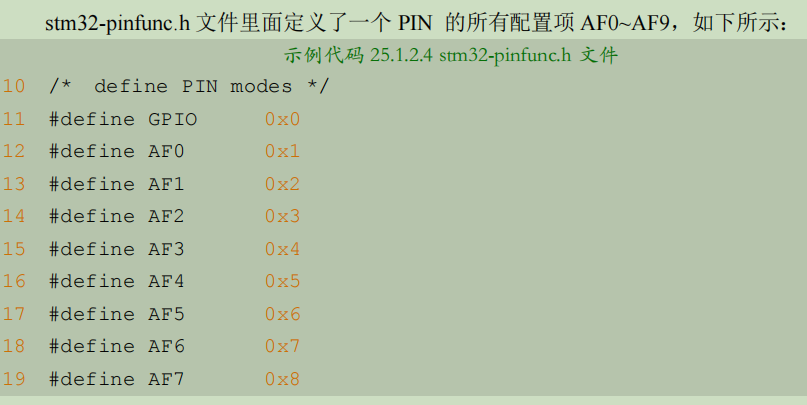 stm32-pinfunc.h 文件里面定义了一个 PIN 的所有配置项 AF0~AF9，如下所示：
示例代码 25.1.2.4 stm32-pinfunc.h 文件
10 /* define PIN modes */
11 #define GPIO 0x0
12 #define AF0 0x1
13 #define AF1 0x2
14 #define AF2 0x3
15 #define AF3 0x4
16 #define AF4 0x5
17 #define AF5 0x6
18 #define AF6 0x7
19 #define AF7 0x8